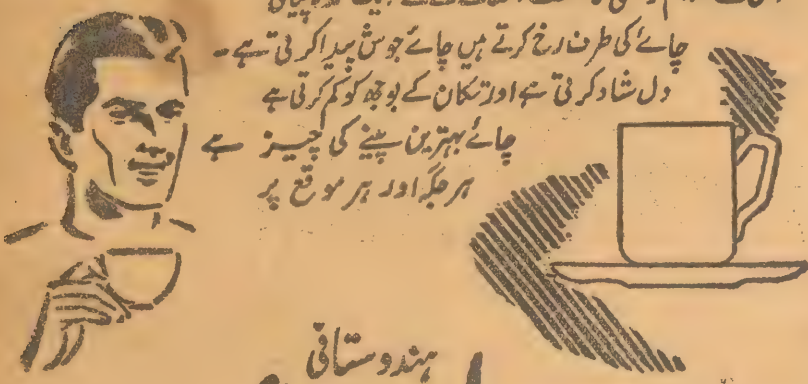 چائے کی طرف رخ کرتے ہیں چائے جوش پیدا کرتی ہے۔
دل شاد کرتی ہے اور تکان کے بوجھ کو کم کرتی ہے
چائے بہترین پینے کی چیز ہے
ہر جگہ اور ہر موقع پر
ہندوستانی